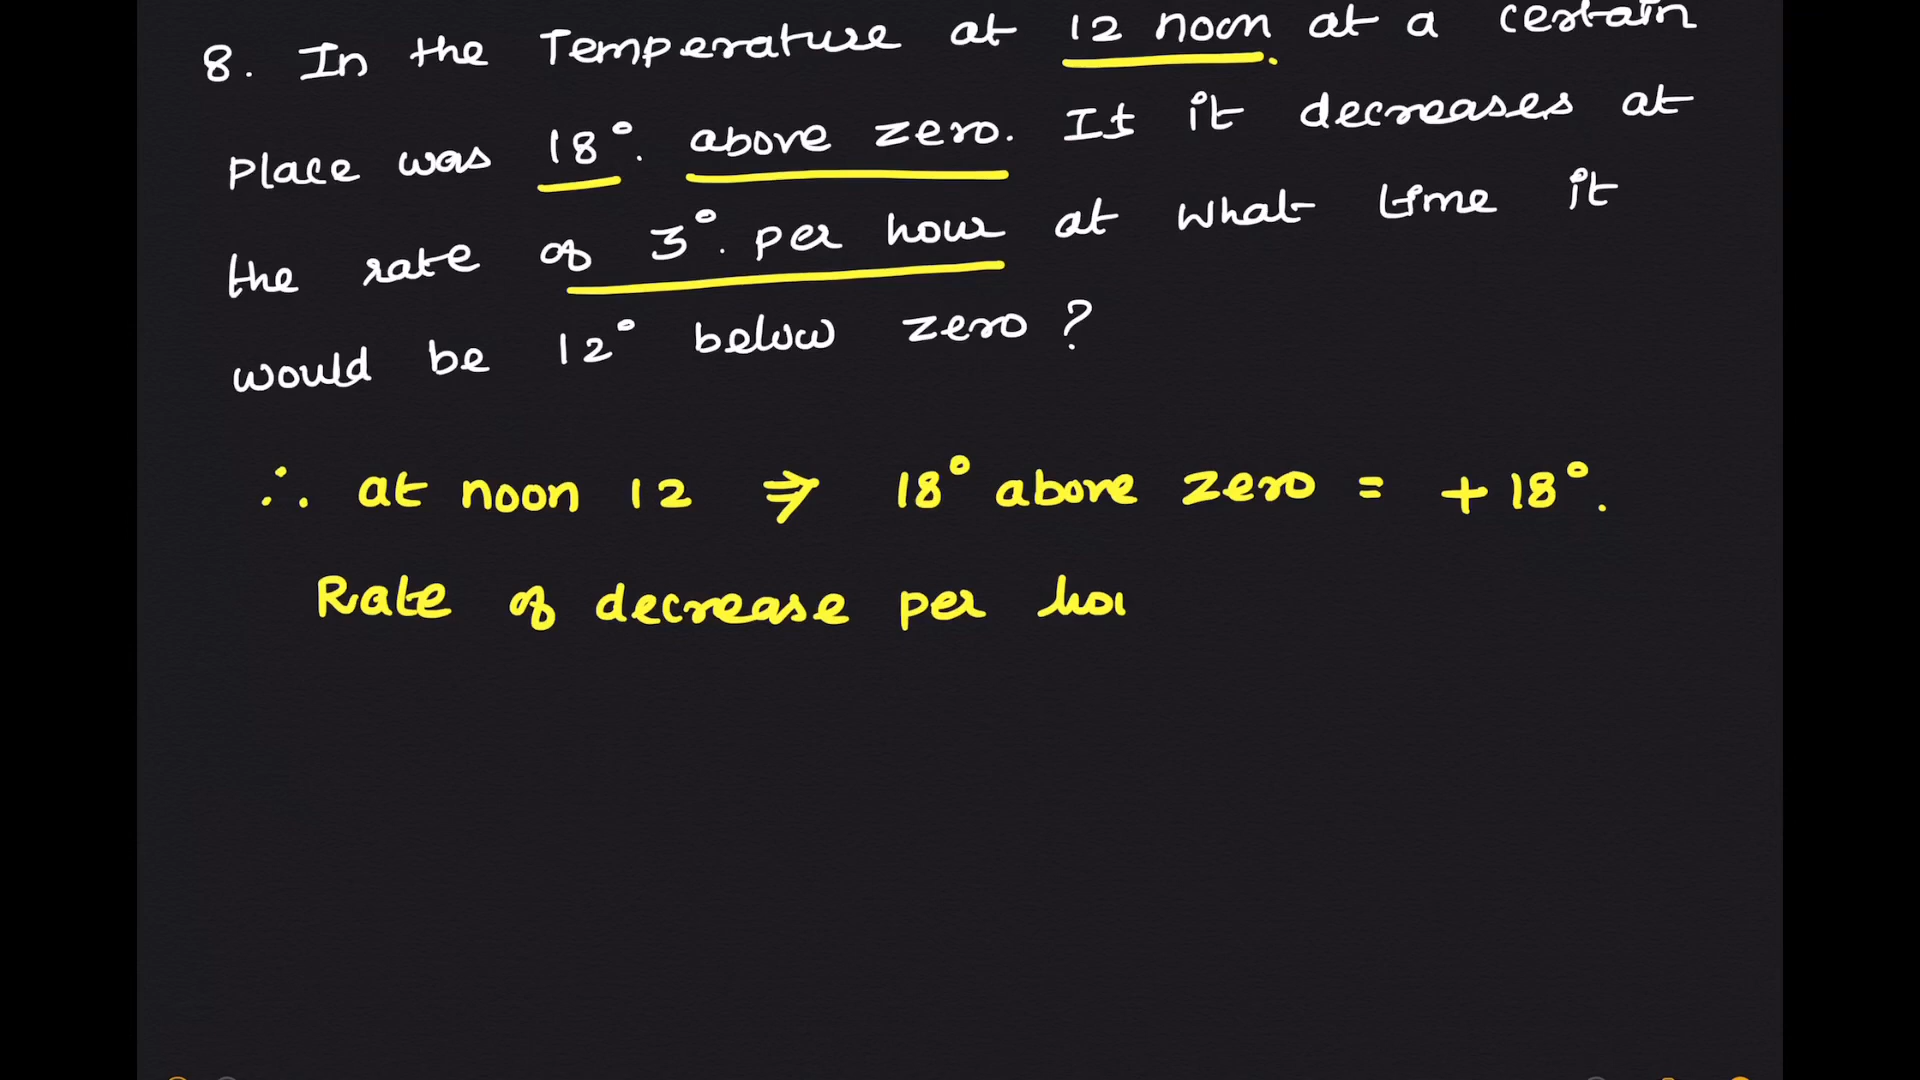 8. In the Temperature at 12 noon at a certain
Place was 18°. above zero. If it decreases at
the rate of 3°. per hour at what time it
would be 12° below zero?
∴ at noon 12 ⇒ 18° above zero = +18°.
Rate of decrease per hou